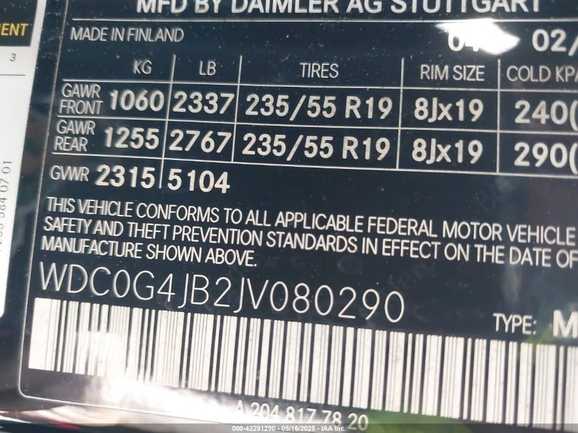 MFD BY DAIMLER AG STUTTGART
MADE IN FINLAND 02/
KG LB TIRES RIM SIZE COLD KPA
GAWR FRONT 1060 2337 235/55 R19 8Jx19 240(
GAWR REAR 1255 2767 235/55 R19 8Jx19 290(
GWR 2315 5104
THIS VEHICLE CONFORMS TO ALL APPLICABLE FEDERAL MOTOR VEHICLE
SAFETY AND THEFT PREVENTION STANDARDS IN EFFECT ON THE DATE OF
MANUFACTURE SHOWN ABOVE.
WDC0G4JB2JV080290
TYPE: M
A 204 817 78 20
000-42291290 - 05/16/2025 - IAA Inc.
3